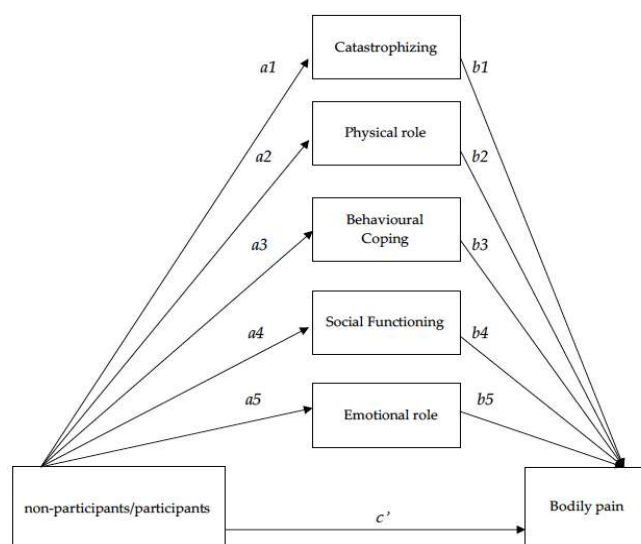 Catastrophizing
a1
b1
Physical role
a2
b2
Behavioural
Coping
a3
b3
Social Functioning
a4
b4
Emotional role
a5
b5
non-participants/participants
Bodily pain
c'